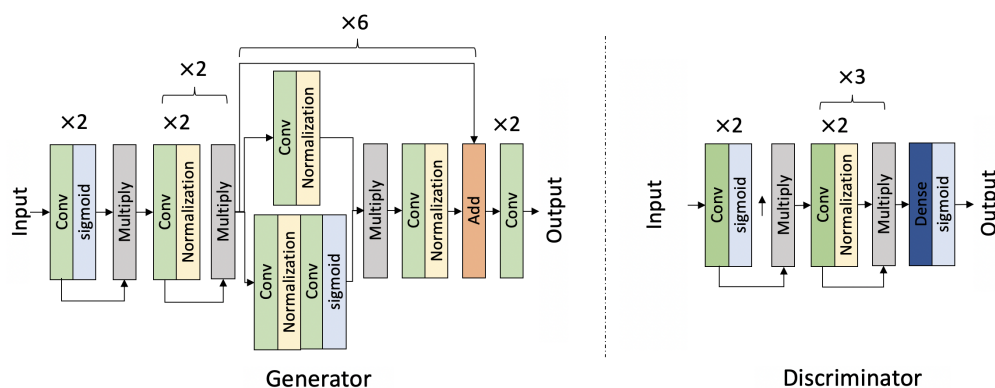 ×6
×2
×3
×2
×2
×2
×2
×2
Input
Conv
sigmoid
Multiply
Conv
Normalization
Multiply
Conv
Normalization
Conv
Normalization
Conv
sigmoid
Multiply
Conv
Normalization
Add
Conv
Output
Input
Conv
sigmoid
Multiply
Conv
Normalization
Multiply
Dense
sigmoid
Output
Generator
Discriminator